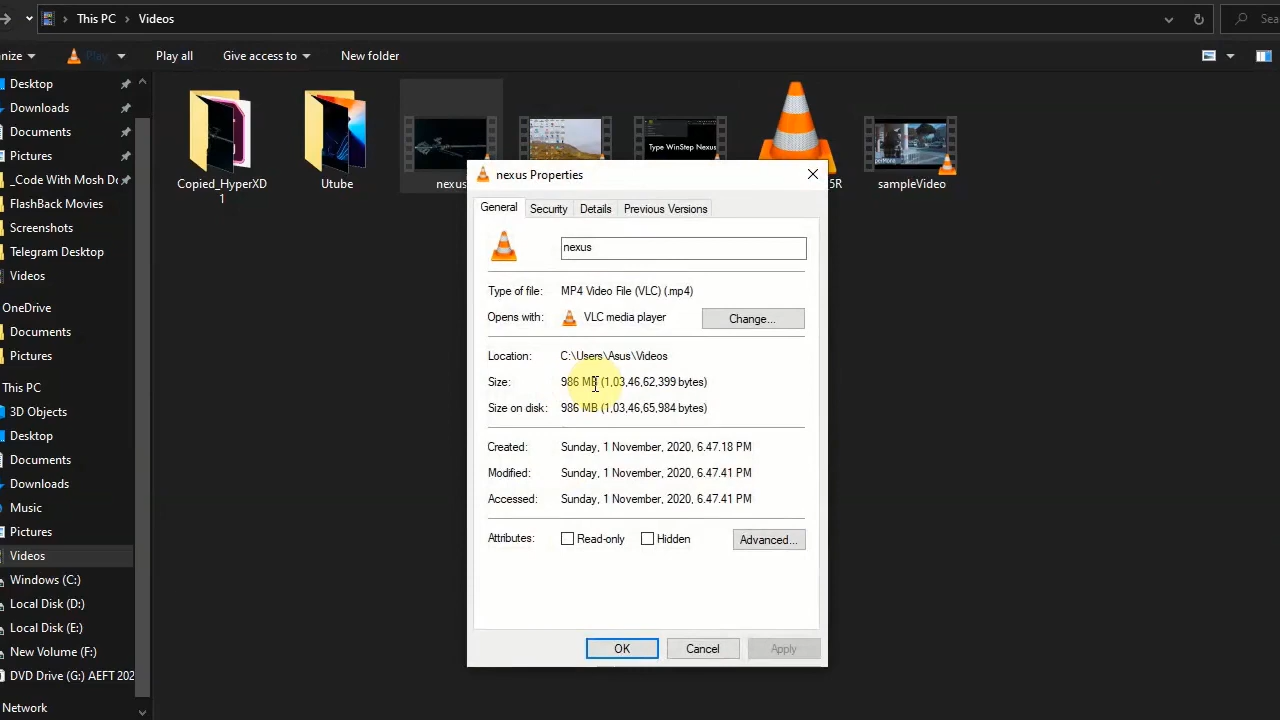 This PC > Videos
Sea
nize
Play
Play all
Give access to
New folder
Desktop
Downloads
Documents
Pictures
_Code With Mosh Do
FlashBack Movies
Screenshots
Telegram Desktop
Videos
OneDrive
Documents
Pictures
This PC
3D Objects
Desktop
Documents
Downloads
Music
Pictures
Videos
Windows (C:)
Local Disk (D:)
Local Disk (E:)
New Volume (F:)
DVD Drive (G:) AEFT 202
Network
Copied_HyperXD
1
Utube
nexus
Type WinStep Nexus
5R
sampleVideo
nexus Properties
General
Security
Details
Previous Versions
nexus
Type of file: MP4 Video File (VLC) (.mp4)
Opens with: VLC media player
Change...
Location: C:\Users\Asus\Videos
Size: 986 MB (1,03,46,62,399 bytes)
Size on disk: 986 MB (1,03,46,65,984 bytes)
Created: Sunday, 1 November, 2020, 6.47.18 PM
Modified: Sunday, 1 November, 2020, 6.47.41 PM
Accessed: Sunday, 1 November, 2020, 6.47.41 PM
Attributes: Read-only Hidden
Advanced...
OK
Cancel
Apply